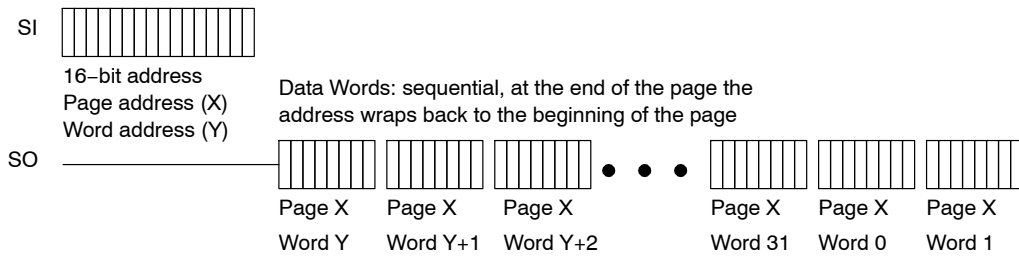 SI
16−bit address
Page address (X)
Word address (Y)
Data Words: sequential, at the end of the page the
address wraps back to the beginning of the page
SO
Page X Page X Page X Page X Page X Page X
Word Y Word Y+1 Word Y+2 Word 31 Word 0 Word 1